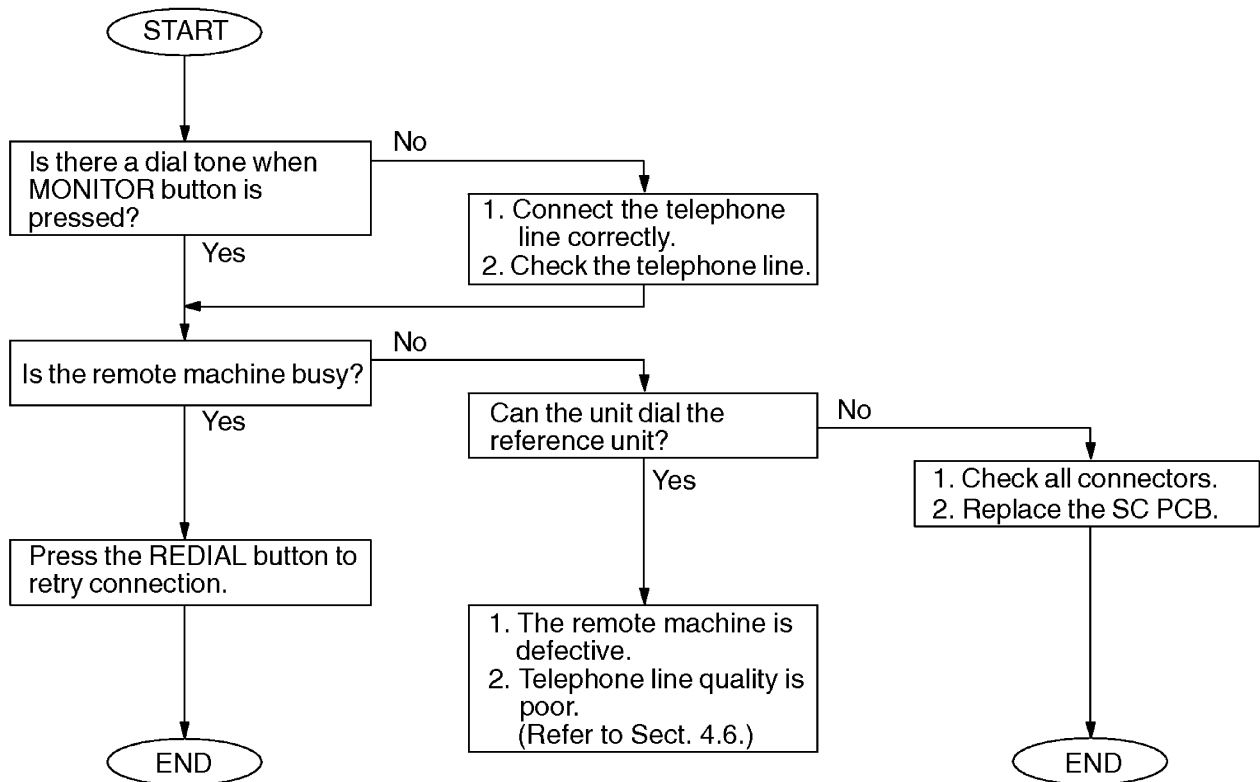 START
Is there a dial tone when
MONITOR button is
pressed?
No
1. Connect the telephone
line correctly.
2. Check the telephone line.
Yes
Is the remote machine busy?
No
Can the unit dial the
reference unit?
No
1. Check all connectors.
2. Replace the SC PCB.
Yes
Yes
Press the REDIAL button to
retry connection.
1. The remote machine is
defective.
2. Telephone line quality is
poor.
(Refer to Sect. 4.6.)
END
END